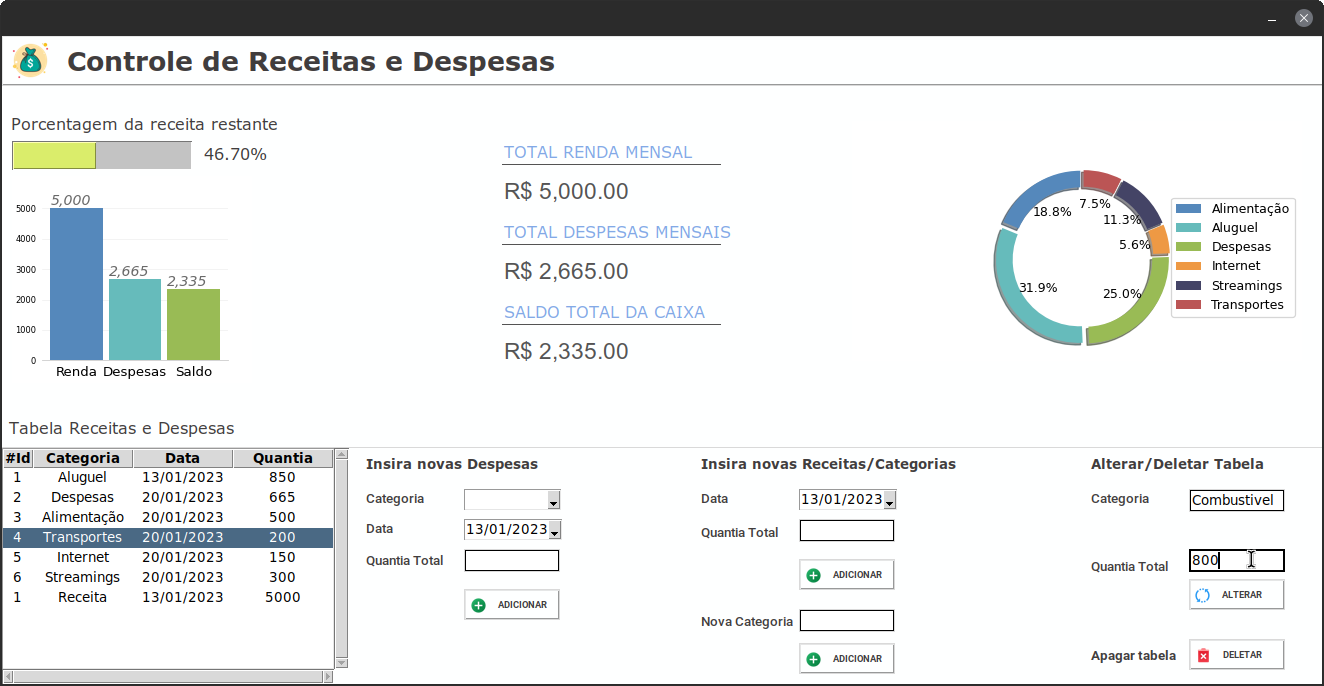 Controle de Receitas e Despesas
Porcentagem da receita restante
46.70%
5,000
2,665
2,335
5000
4000
3000
2000
1000
0
Renda Despesas Saldo
TOTAL RENDA MENSAL
R$ 5,000.00
TOTAL DESPESAS MENSAIS
R$ 2,665.00
SALDO TOTAL DA CAIXA
R$ 2,335.00
18.8%
7.5%
11.3%
5.6%
25.0%
31.9%
Alimentação
Aluguel
Despesas
Internet
Streamings
Transportes
Tabela Receitas e Despesas
#Id Categoria Data Quantia
1 Aluguel 13/01/2023 850
2 Despesas 20/01/2023 665
3 Alimentação 20/01/2023 500
4 Transportes 20/01/2023 200
5 Internet 20/01/2023 150
6 Streamings 20/01/2023 300
1 Receita 13/01/2023 5000
Insira novas Despesas
Categoria
Data 13/01/2023
Quantia Total
ADICIONAR
Insira novas Receitas/Categorias
Data 13/01/2023
Quantia Total
ADICIONAR
Nova Categoria
ADICIONAR
Alterar/Deletar Tabela
Categoria Combustivel
Quantia Total 800
ALTERAR
Apagar tabela DELETAR